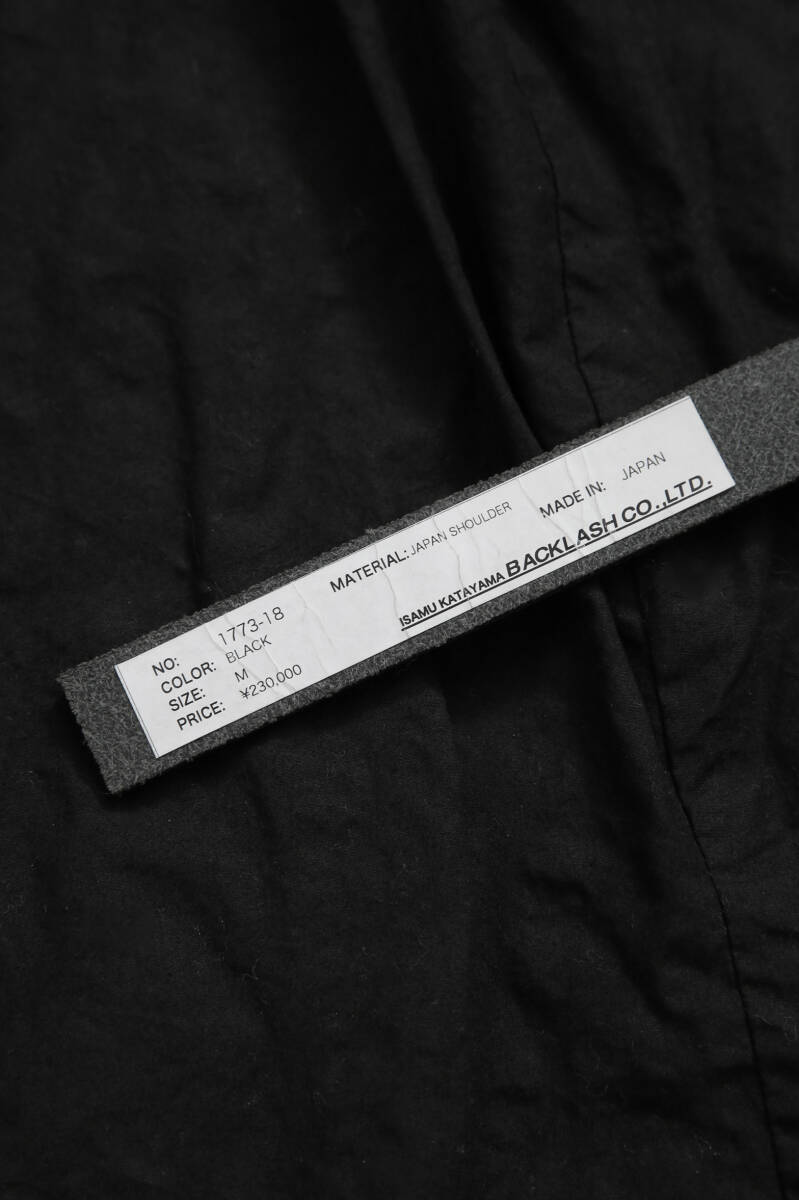 NO: 1773-18
COLOR: BLACK
SIZE: M
PRICE: ¥230,000
MATERIAL: JAPAN SHOULDER
MADE IN: JAPAN
ISAMU KATAYAMA BACKLASH CO.,LTD.